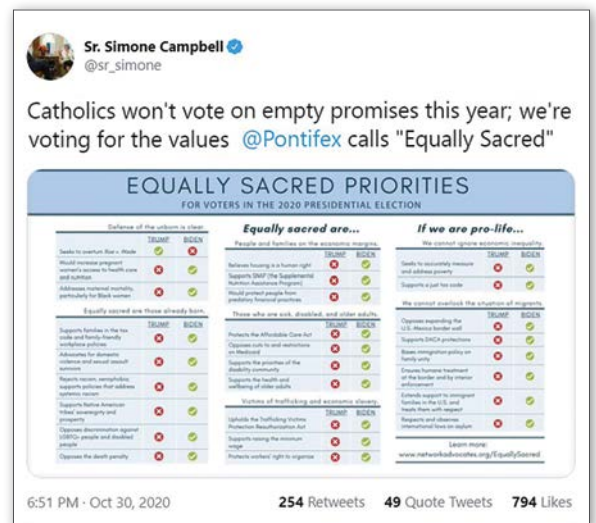 Sr. Simone Campbell
@sr_simone
Catholics won't vote on empty promises this year; we're
voting for the values @Pontifex calls "Equally Sacred"
EQUALLY SACRED PRIORITIES
FOR VOTERS IN THE 2020 PRESIDENTIAL ELECTION
Defense of the unborn is clear.
TRUMP BIDEN
Seeks to overturn Roe v. Wade
Would increase pregnant
women's access to health care
and nutrition
Addresses maternal mortality,
particularly for Black women
Equally sacred are those already born.
TRUMP BIDEN
Supports families in the tax
code and family-friendly
workplace policies
Advocates for domestic
violence and sexual assault
survivors
Rejects racism, xenophobia;
supports policies that address
systemic racism
Supports Native American
tribes' sovereignty and
prosperity
Opposes discrimination against
LGBTQ+ people and disabled
people
Opposes the death penalty
Equally sacred are...
People and families on the economic margins.
TRUMP BIDEN
Believes housing is a human right
Supports SNAP (the Supplemental
Nutrition Assistance Program)
Would protect people from
predatory financial practices
Those who are sick, disabled, and older adults.
TRUMP BIDEN
Protects the Affordable Care Act
Opposes cuts to and restrictions
on Medicaid
Supports the priorities of the
disability community
Supports the health and
wellbeing of older adults
Victims of trafficking and economic slavery.
TRUMP BIDEN
Upholds the Trafficking Victims
Protection Reauthorization Act
Supports raising the minimum
wage
Protects workers' right to organize
If we are pro-life...
We cannot ignore economic inequality.
TRUMP BIDEN
Seeks to accurately measure
and address poverty
Supports a just tax code
We cannot overlook the situation of migrants.
TRUMP BIDEN
Opposes expanding the
U.S.-Mexico border wall
Supports DACA protections
Bases immigration policy on
family unity
Ensures humane treatment
at the border and by interior
enforcement
Extends support to immigrant
families in the U.S. and
treats them with respect
Respects and observes
international laws on asylum
Learn more:
www.networkadvocates.org/EquallySacred
6:51 PM · Oct 30, 2020
254 Retweets 49 Quote Tweets 794 Likes